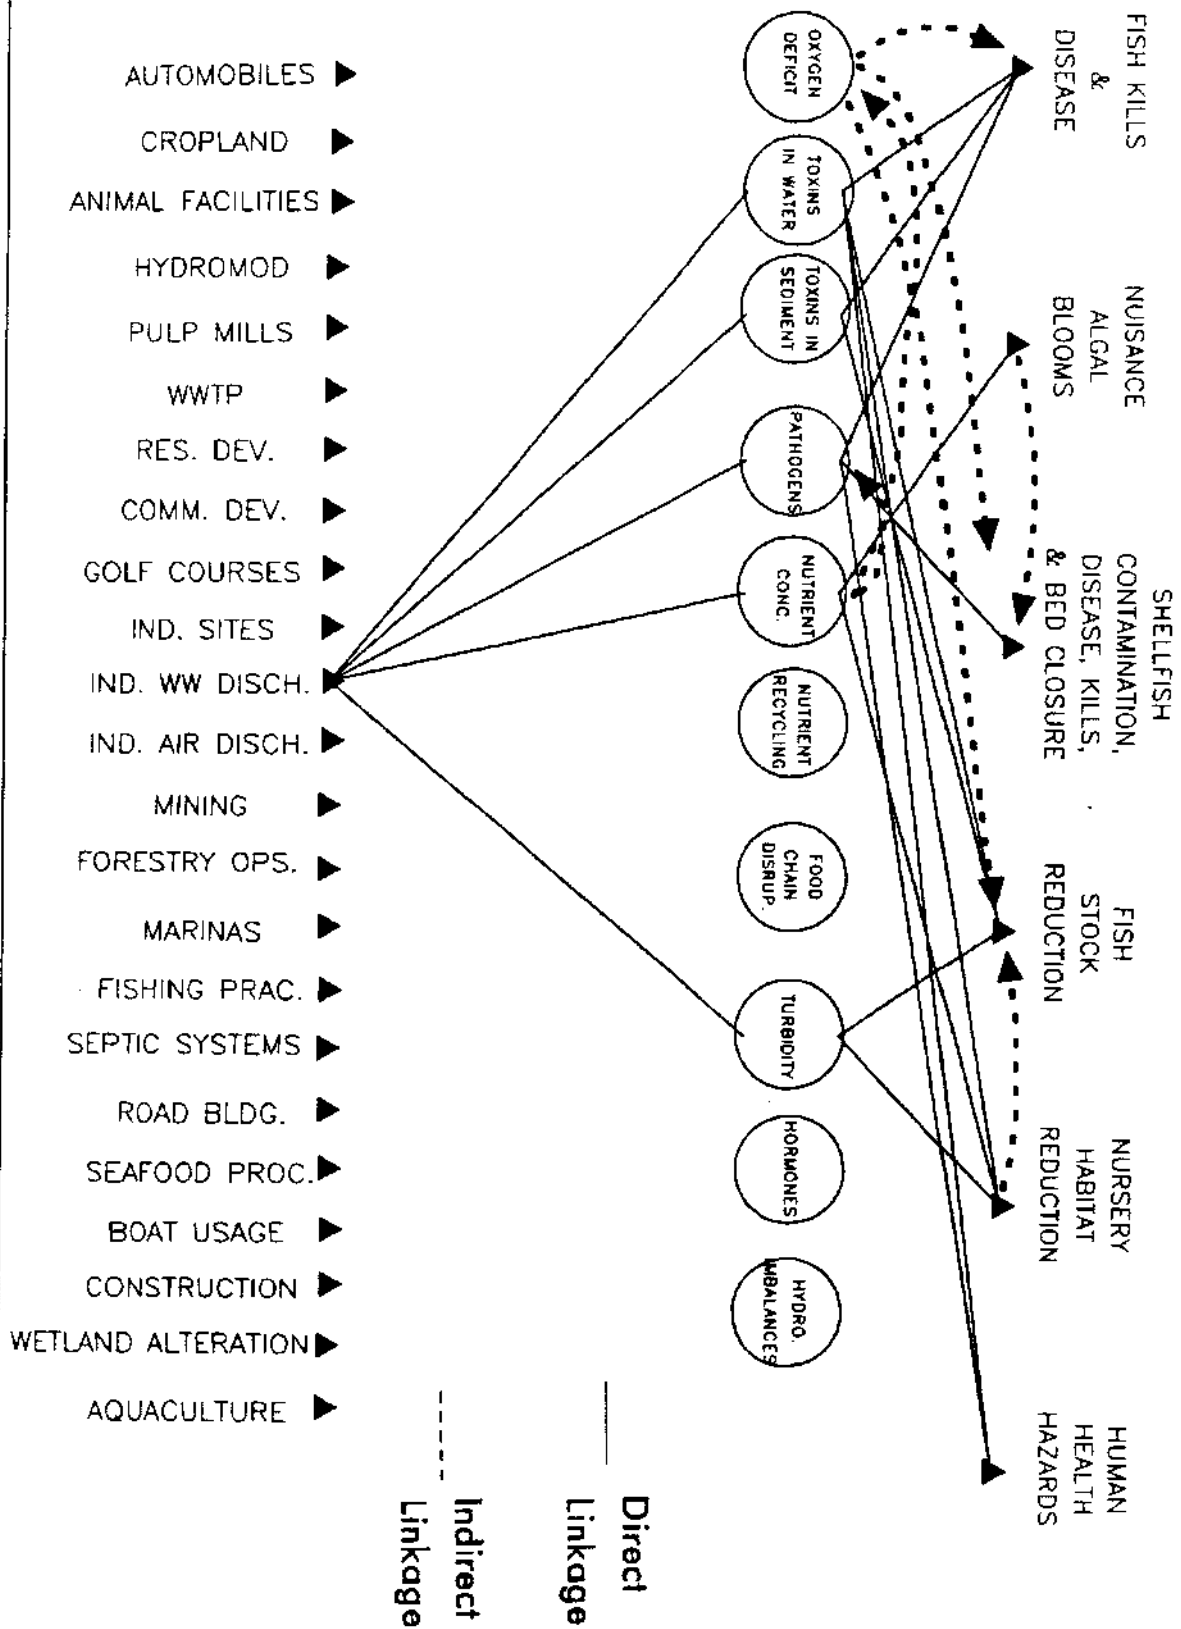 AUTOMOBILES
CROPLAND
ANIMAL FACILITIES
HYDROMOD
PULP MILLS
WWTP
RES. DEV.
COMM. DEV.
GOLF COURSES
IND. SITES
IND. WW DISCH.
IND. AIR DISCH.
MINING
FORESTRY OPS.
MARINAS
FISHING PRAC.
SEPTIC SYSTEMS
ROAD BLDG.
SEAFOOD PROC.
BOAT USAGE
CONSTRUCTION
WETLAND ALTERATION
AQUACULTURE
OXYGEN
DEFICIT
TOXINS
IN WATER
TOXINS IN
SEDIMENT
PATHOGENS
NUTRIENT
CONC.
NUTRIENT
RECYCLING
FOOD
CHAIN
DISRUP.
TURBIDITY
HORMONES
HYDRO.
IMBALANCES
FISH KILLS
&
DISEASE
NUISANCE
ALGAL
BLOOMS
SHELLFISH
CONTAMINATION,
DISEASE, KILLS,
& BED CLOSURE
FISH
STOCK
REDUCTION
NURSERY
HABITAT
REDUCTION
HUMAN
HEALTH
HAZARDS
Direct
Linkage
Indirect
Linkage